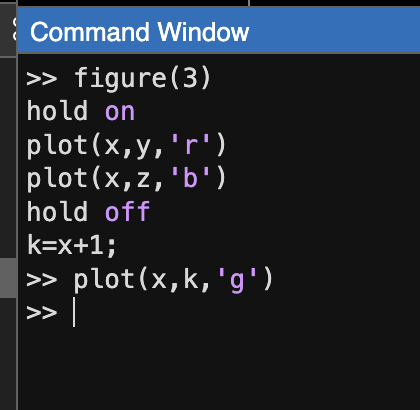 Command Window
>> figure(3)
hold on
plot(x,y,'r')
plot(x,z,'b')
hold off
k=x+1;
>> plot(x,k,'g')
>>